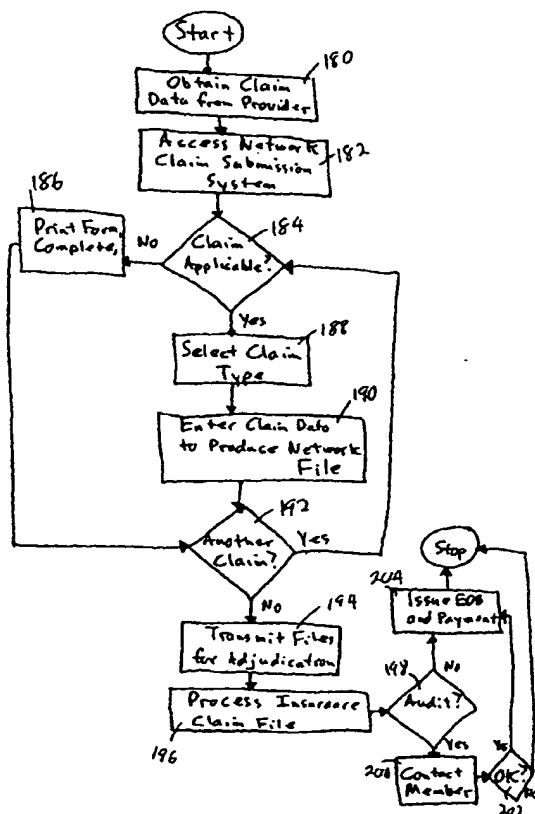 Start
180
Obtain Claim
Data from Provider
Access Network
Claim Submission
System
182
186
Print Form,
Complete,
No
184
Claim
Applicable?
Yes
188
Select Claim
Type
190
Enter Claim Data
to Produce Network
File
192
Another
Claim?
Yes
No
194
Transmit Files
for Adjudication
Process Insurance
Claim File
196
Stop
204
Issue EOB
and Payment
No
198
Audit?
Yes
Contact
Member
Yes
OK?
No
202